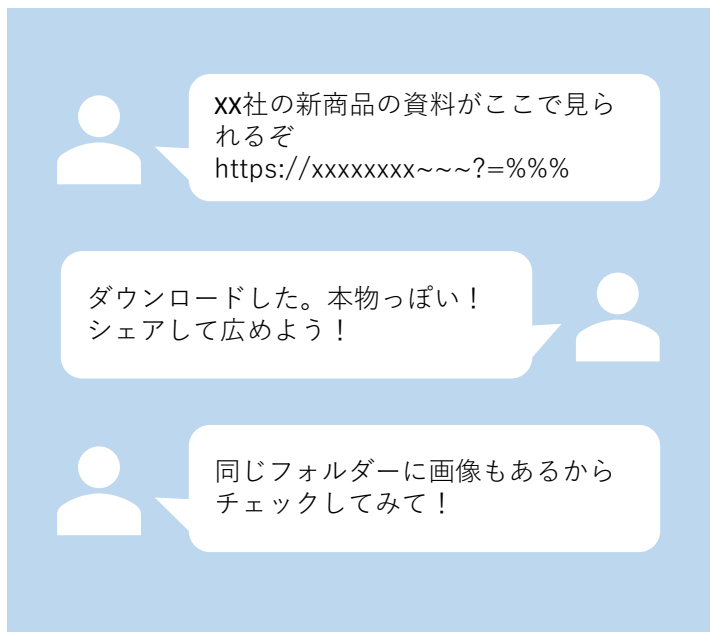 xx社の新商品の資料がここで見ら
れるぞ
https://xxxxxxxx~~~?=%%%
ダウンロードした。本物っぽい！
シェアして広めよう！
同じフォルダーに画像もあるから
チェックしてみて！